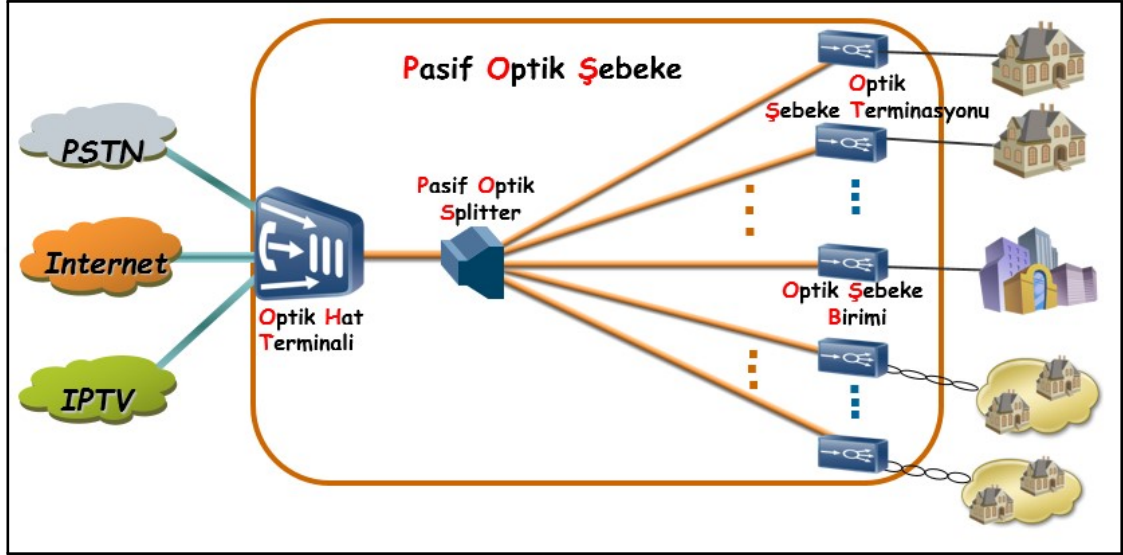 Pasif Optik Şebeke
PSTN
Internet
IPTV
Optik Hat
Terminali
Pasif Optik
Splitter
Optik
Şebeke Terminasyonu
Optik Şebeke
Birimi